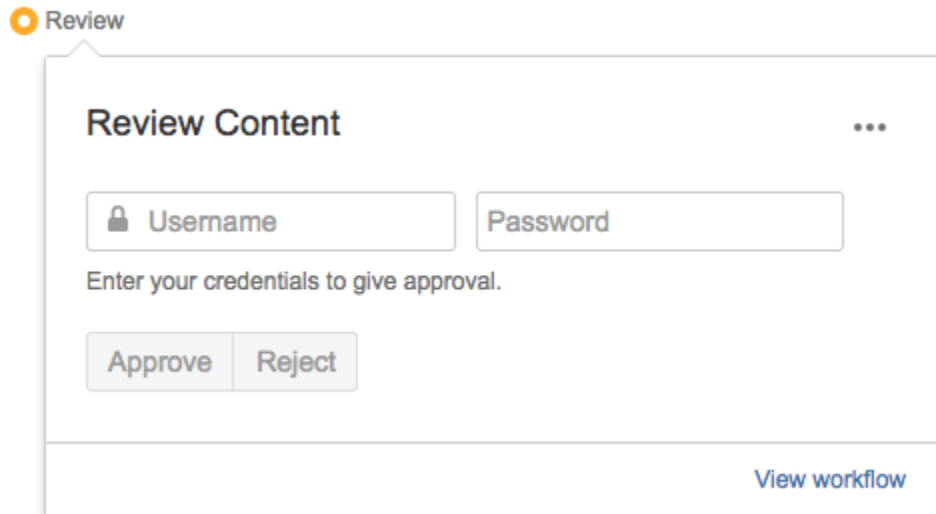 Review
Review Content
Username
Password
Enter your credentials to give approval.
Approve
Reject
View workflow